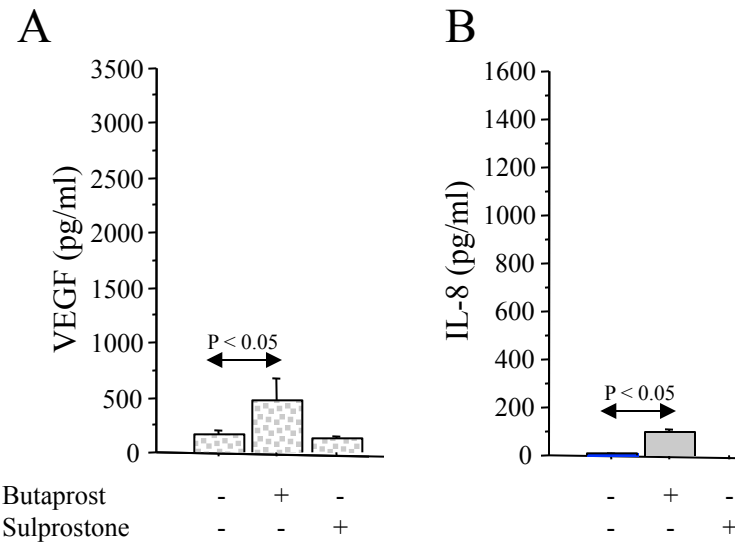 A
B
VEGF (pg/ml)
3500
3000
2500
2000
1500
1000
500
0
P < 0.05
IL-8 (pg/ml)
1600
1400
1200
1000
800
600
400
200
0
P < 0.05
Butaprost - + - - + -
Sulprostone - - + - - +